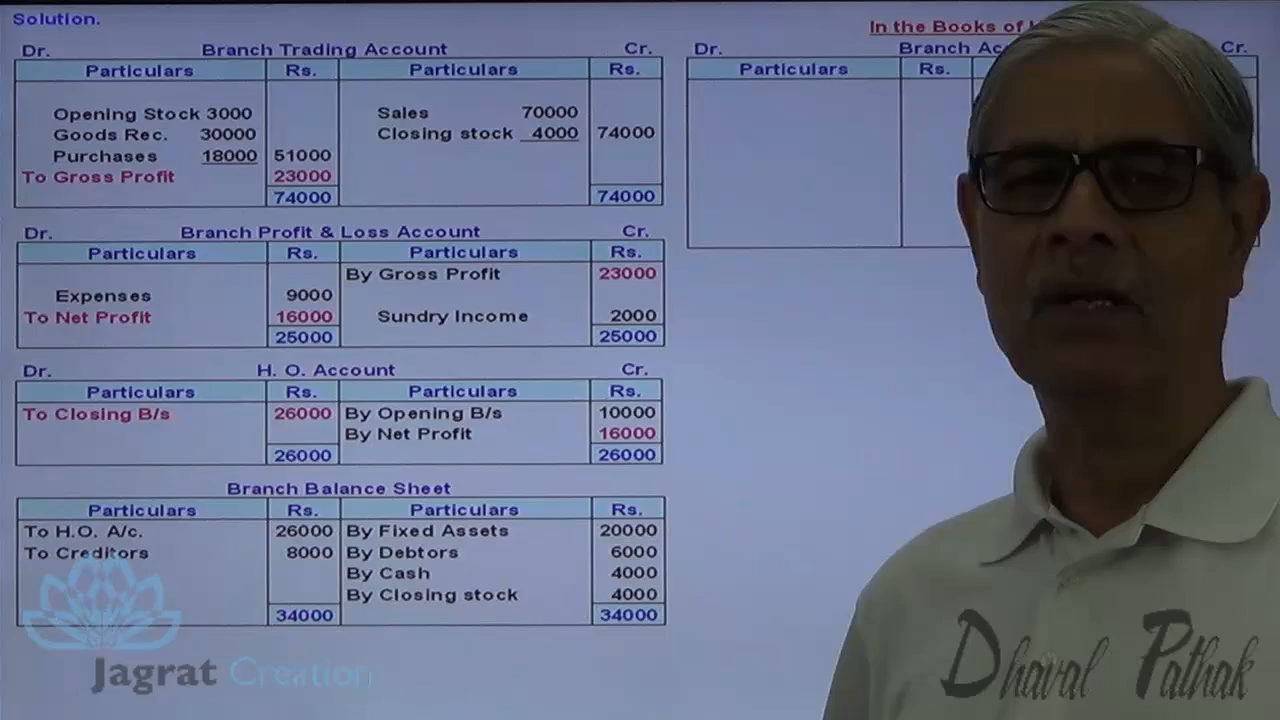 Solution.
Dr. Branch Trading Account Cr.
Particulars Rs. Particulars Rs.
Opening Stock 3000 Sales 70000
Goods Rec. 30000 Closing stock 4000 74000
Purchases 18000 51000
To Gross Profit 23000
74000 74000
Dr. Branch Profit & Loss Account Cr.
Particulars Rs. Particulars Rs.
By Gross Profit 23000
Expenses 9000
To Net Profit 16000 Sundry Income 2000
25000 25000
Dr. H. O. Account Cr.
Particulars Rs. Particulars Rs.
To Closing B/s 26000 By Opening B/s 10000
By Net Profit 16000
26000 26000
Branch Balance Sheet
Particulars Rs. Particulars Rs.
To H.O. A/c. 26000 By Fixed Assets 20000
To Creditors 8000 By Debtors 6000
By Cash 4000
By Closing stock 4000
34000 34000
In the Books of
Dr. Branch Cr.
Particulars Rs.
Jagrat Creation
Dhaval Pathak